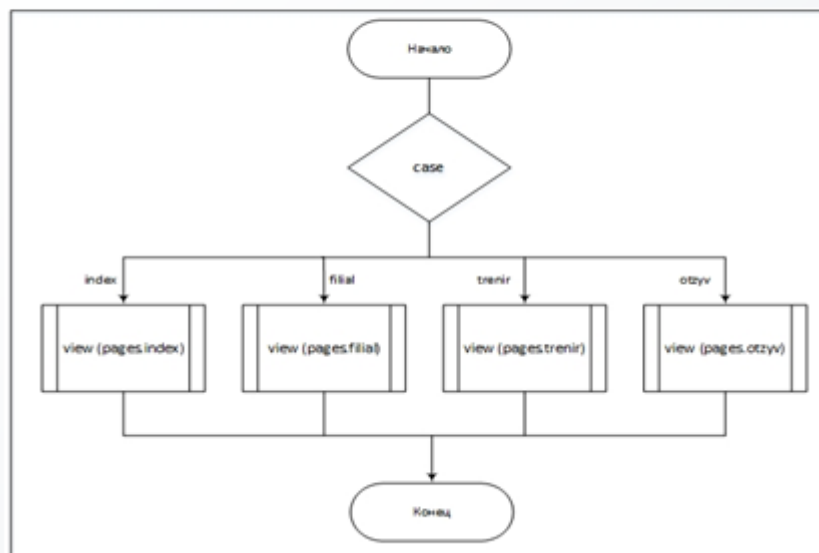 Начало
case
index
filial
trenir
otzyv
view (pages.index)
view (pages.filial)
view (pages.trenir)
view (pages.otzyv)
Конец